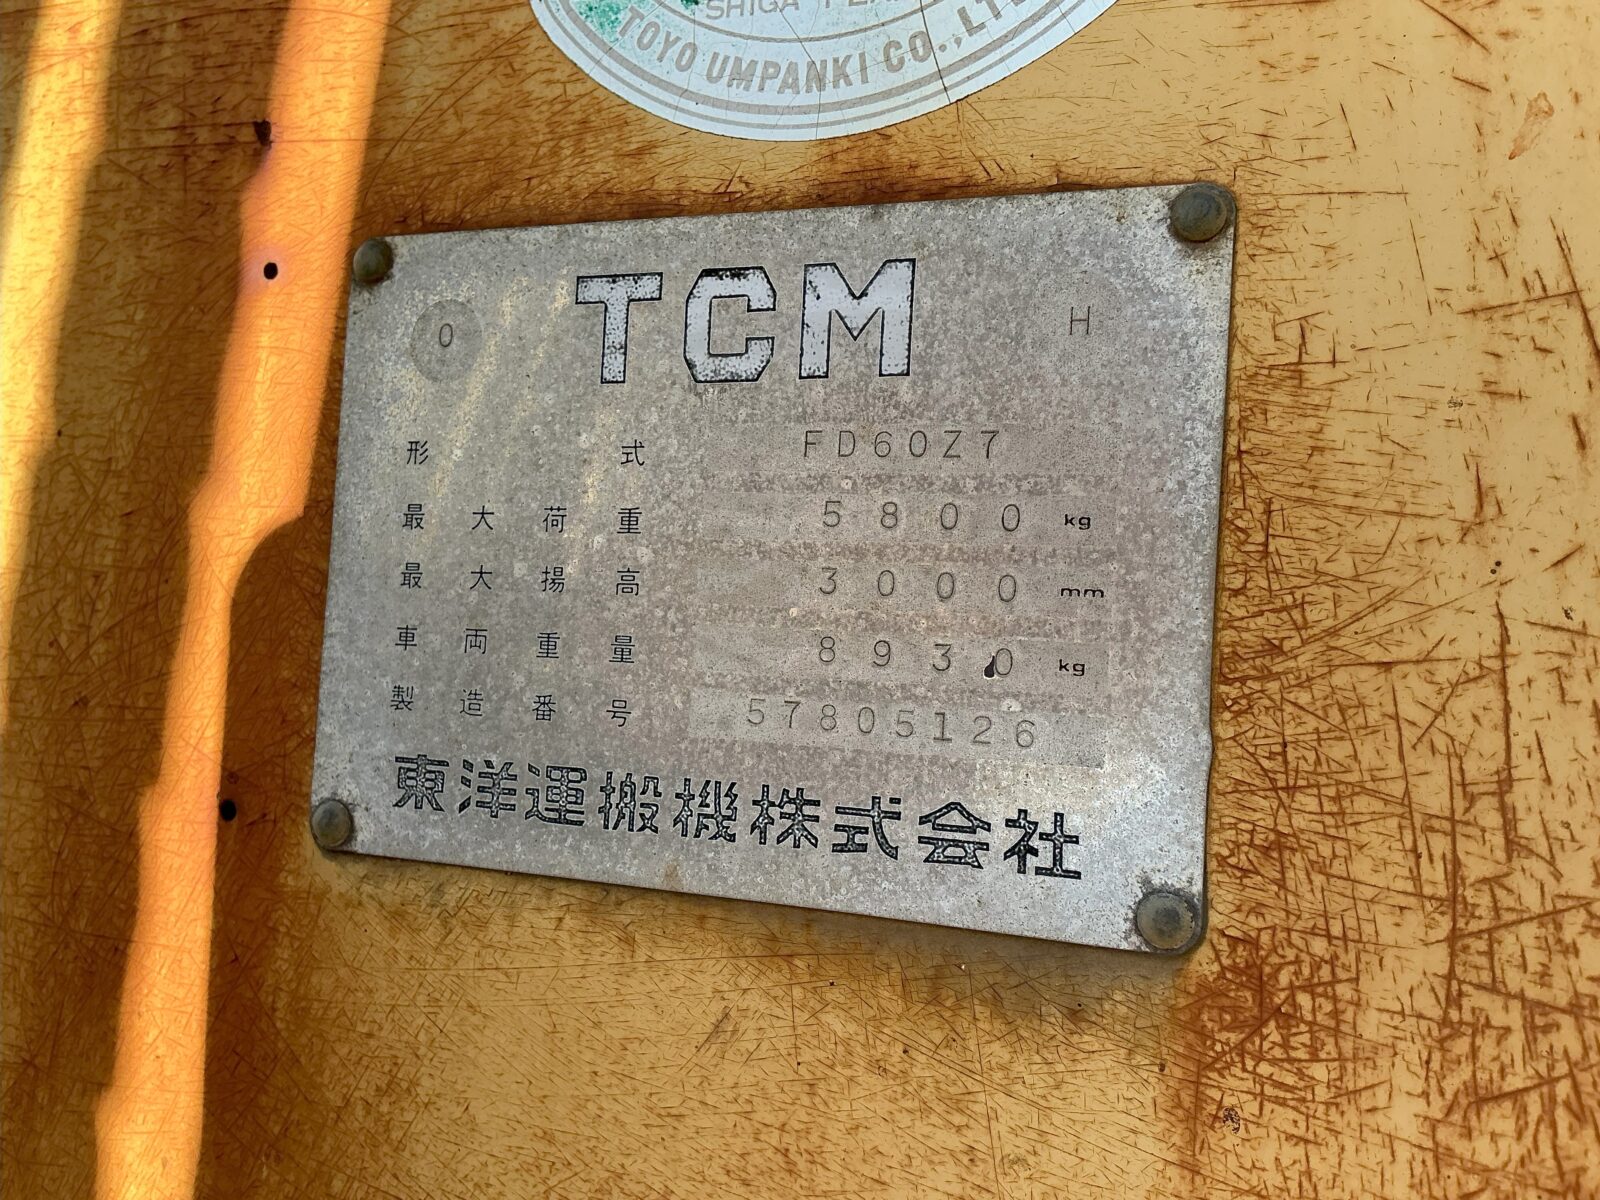 SHIGA
TOYO UMPANKI CO.,LT
O TCM H
形式 FD60Z7
最大荷重 5800 kg
最大揚高 3000 mm
車両重量 8930 kg
製造番号 57805126
東洋運搬機株式会社